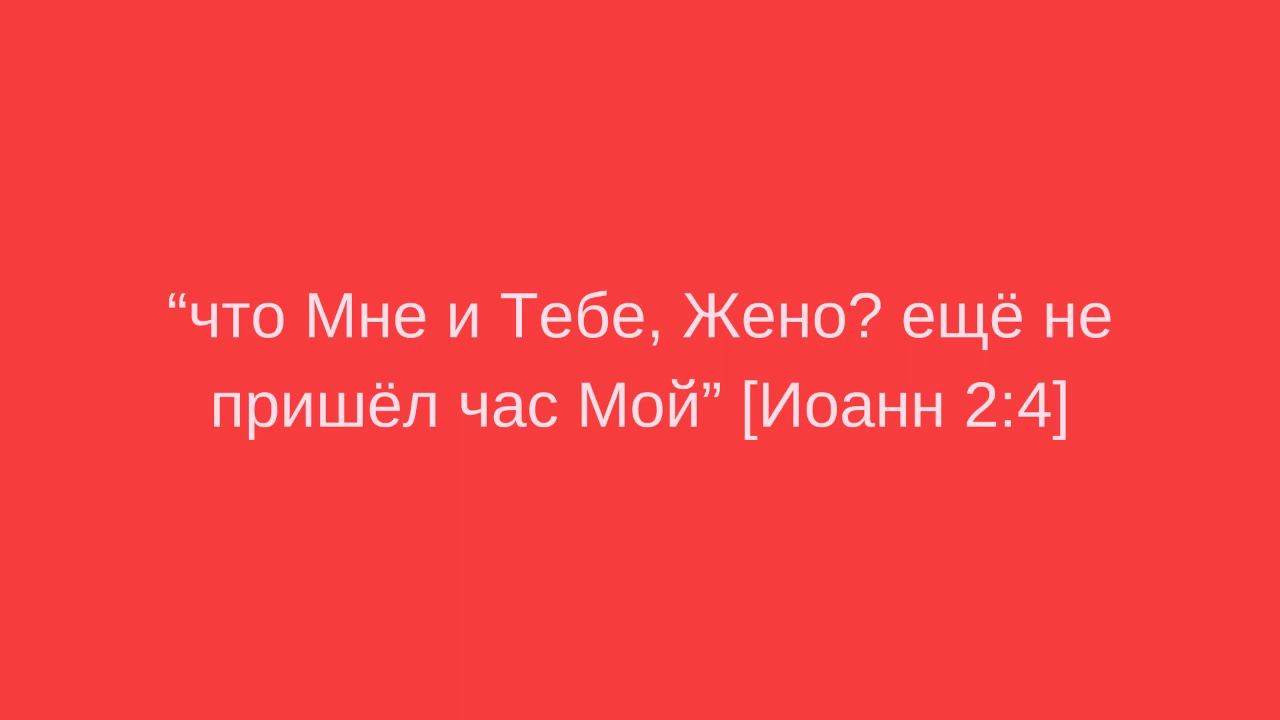 “что Мне и Тебе, Жено? ещё не
пришёл час Мой” [Иоанн 2:4]